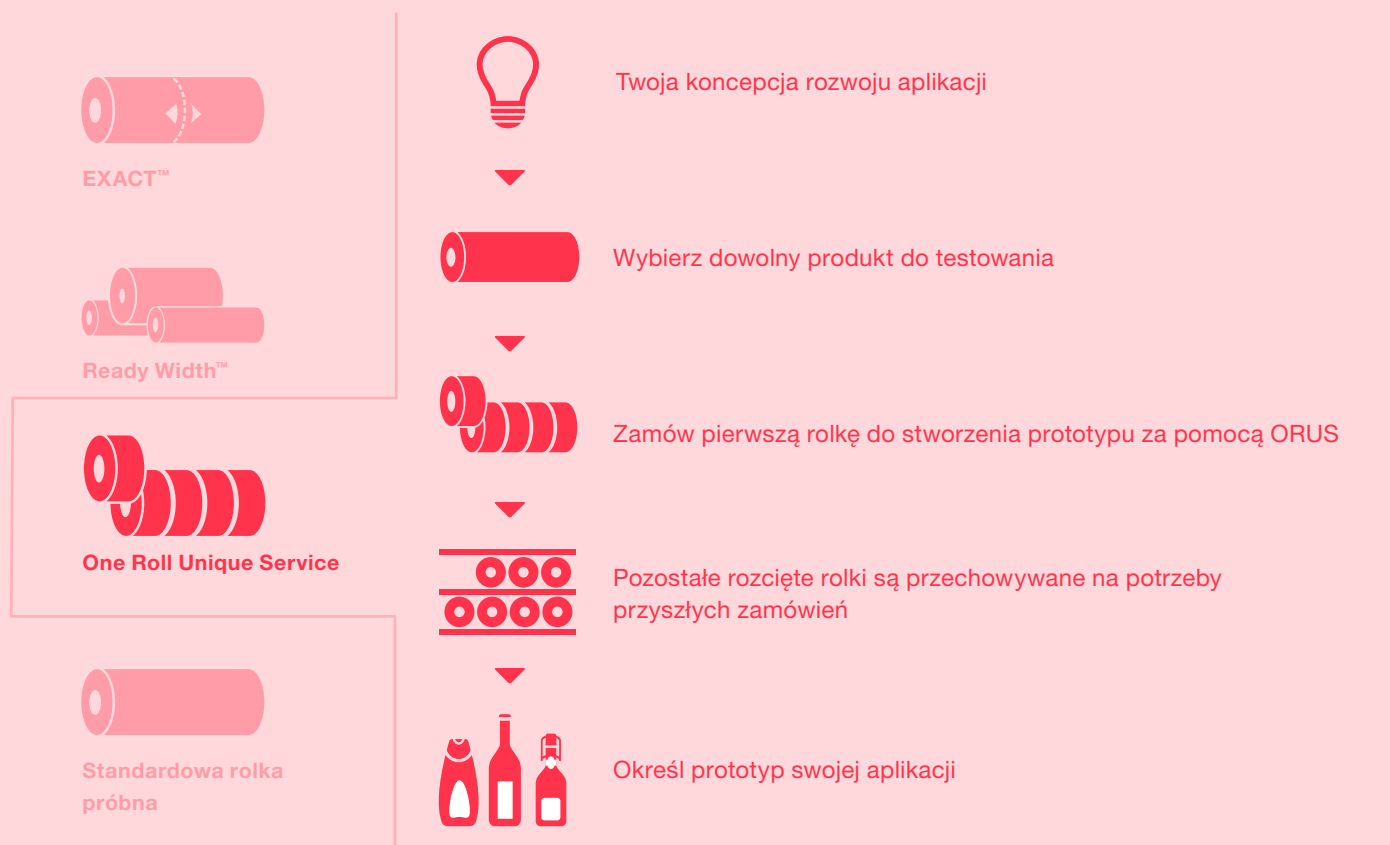 EXACT™
Ready Width™
One Roll Unique Service
Standardowa rolka
próbna
Twoja koncepcja rozwoju aplikacji
Wybierz dowolny produkt do testowania
Zamów pierwszą rolkę do stworzenia prototypu za pomocą ORUS
Pozostałe rozcięte rolki są przechowywane na potrzeby
przyszłych zamówień
Określ prototyp swojej aplikacji